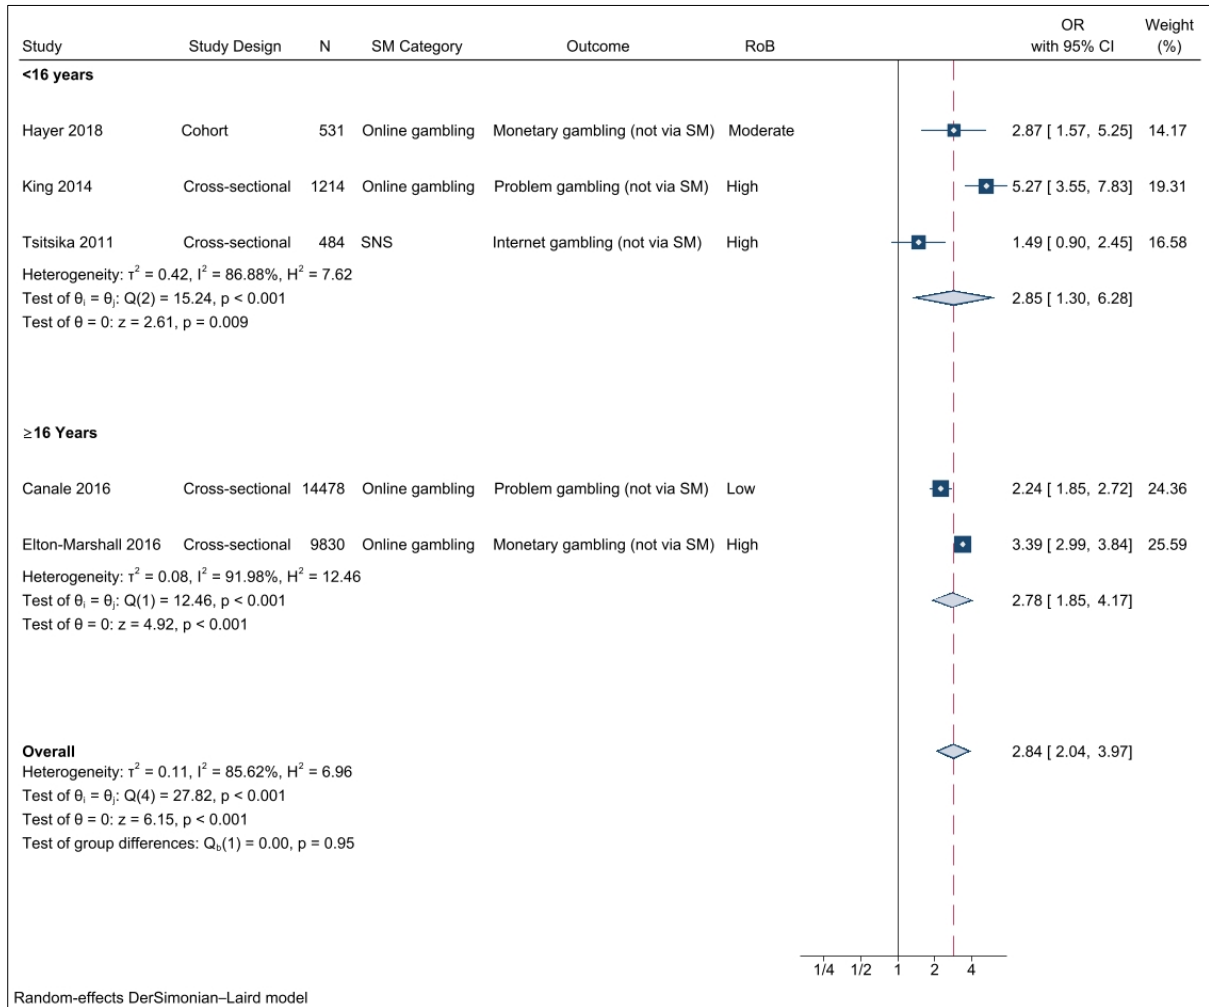 Study Study Design N SM Category Outcome RoB OR with 95% CI Weight (%)
<16 years
Hayer 2018 Cohort 531 Online gambling Monetary gambling (not via SM) Moderate 2.87 [ 1.57, 5.25] 14.17
King 2014 Cross-sectional 1214 Online gambling Problem gambling (not via SM) High 5.27 [ 3.55, 7.83] 19.31
Tsitsika 2011 Cross-sectional 484 SNS Internet gambling (not via SM) High 1.49 [ 0.90, 2.45] 16.58
Heterogeneity: τ² = 0.42, I² = 86.88%, H² = 7.62
Test of θᵢ = θⱼ: Q(2) = 15.24, p < 0.001 2.85 [ 1.30, 6.28]
Test of θ = 0: z = 2.61, p = 0.009
≥16 Years
Canale 2016 Cross-sectional 14478 Online gambling Problem gambling (not via SM) Low 2.24 [ 1.85, 2.72] 24.36
Elton-Marshall 2016 Cross-sectional 9830 Online gambling Monetary gambling (not via SM) High 3.39 [ 2.99, 3.84] 25.59
Heterogeneity: τ² = 0.08, I² = 91.98%, H² = 12.46
Test of θᵢ = θⱼ: Q(1) = 12.46, p < 0.001 2.78 [ 1.85, 4.17]
Test of θ = 0: z = 4.92, p < 0.001
Overall 2.84 [ 2.04, 3.97]
Heterogeneity: τ² = 0.11, I² = 85.62%, H² = 6.96
Test of θᵢ = θⱼ: Q(4) = 27.82, p < 0.001
Test of θ = 0: z = 6.15, p < 0.001
Test of group differences: Q_b(1) = 0.00, p = 0.95
1/4 1/2 1 2 4
Random-effects DerSimonian–Laird model